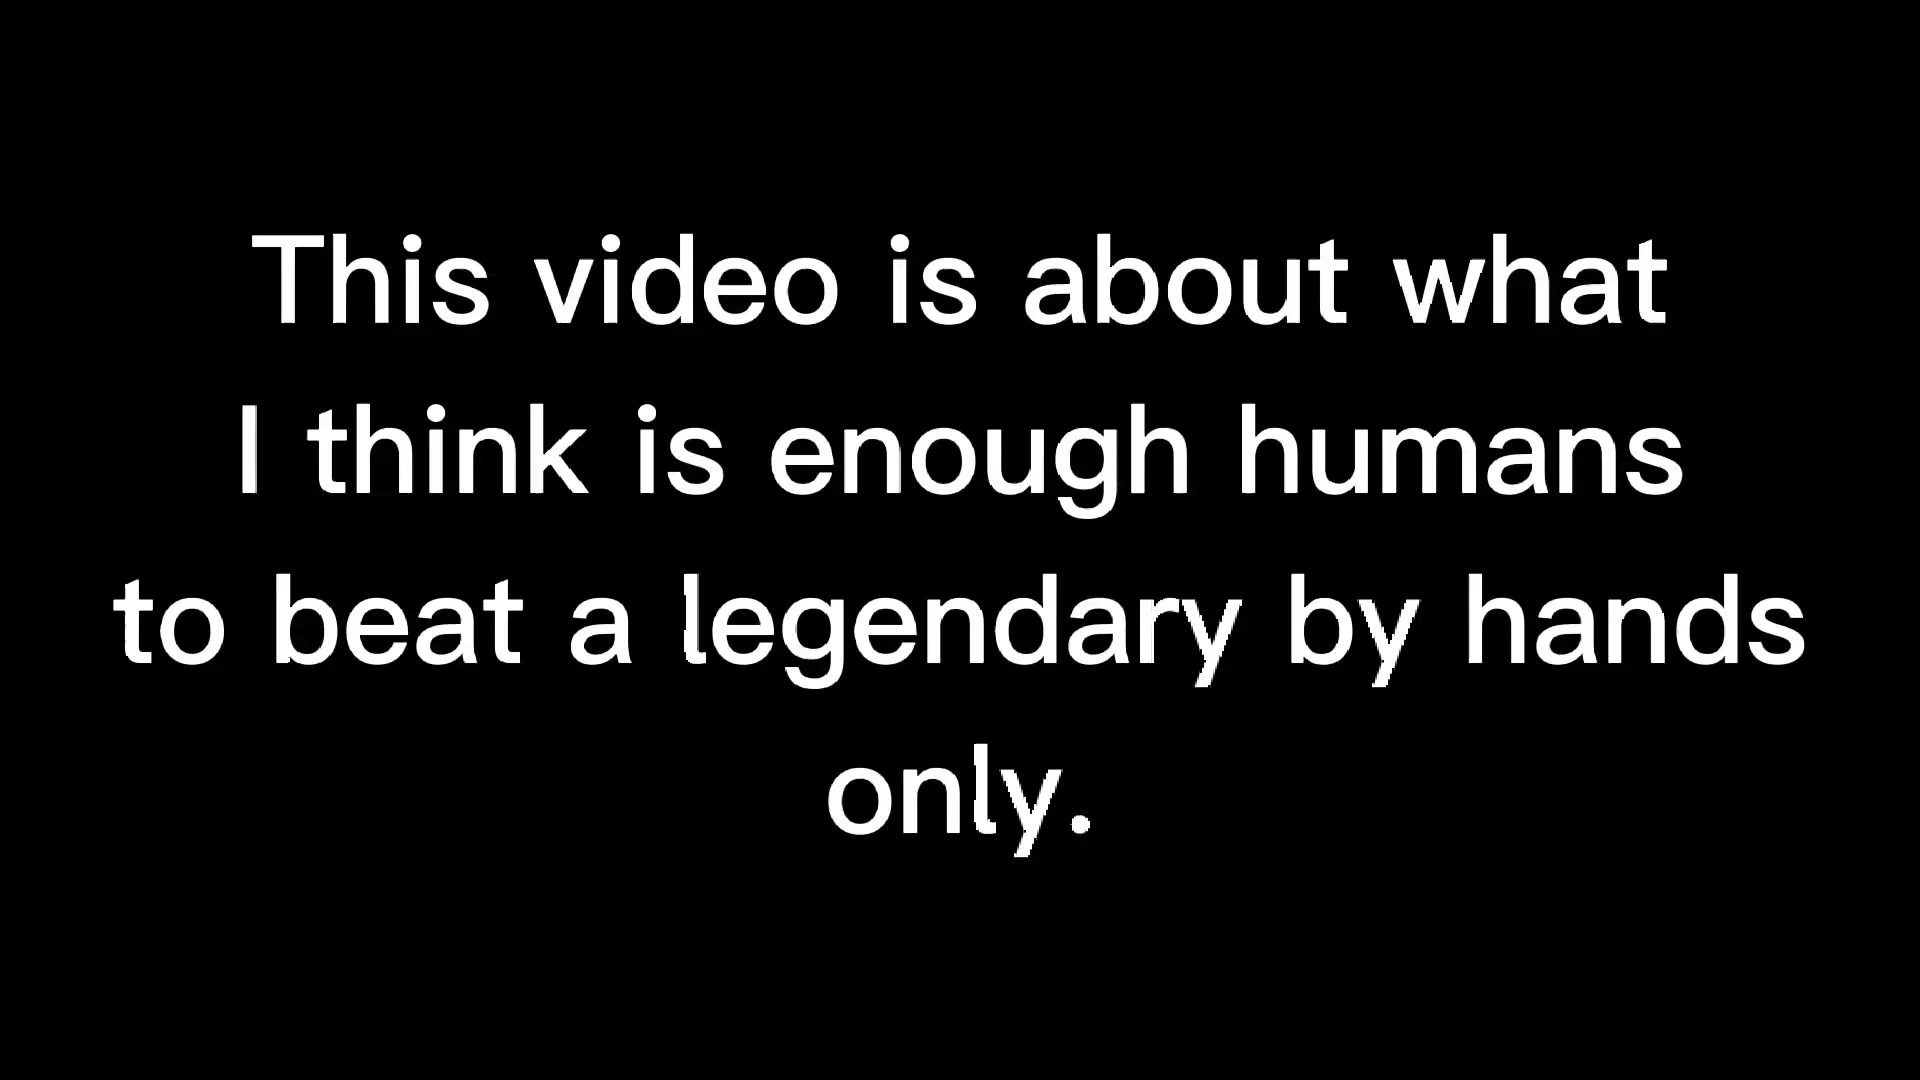 This video is about what
I think is enough humans
to beat a legendary by hands
only.